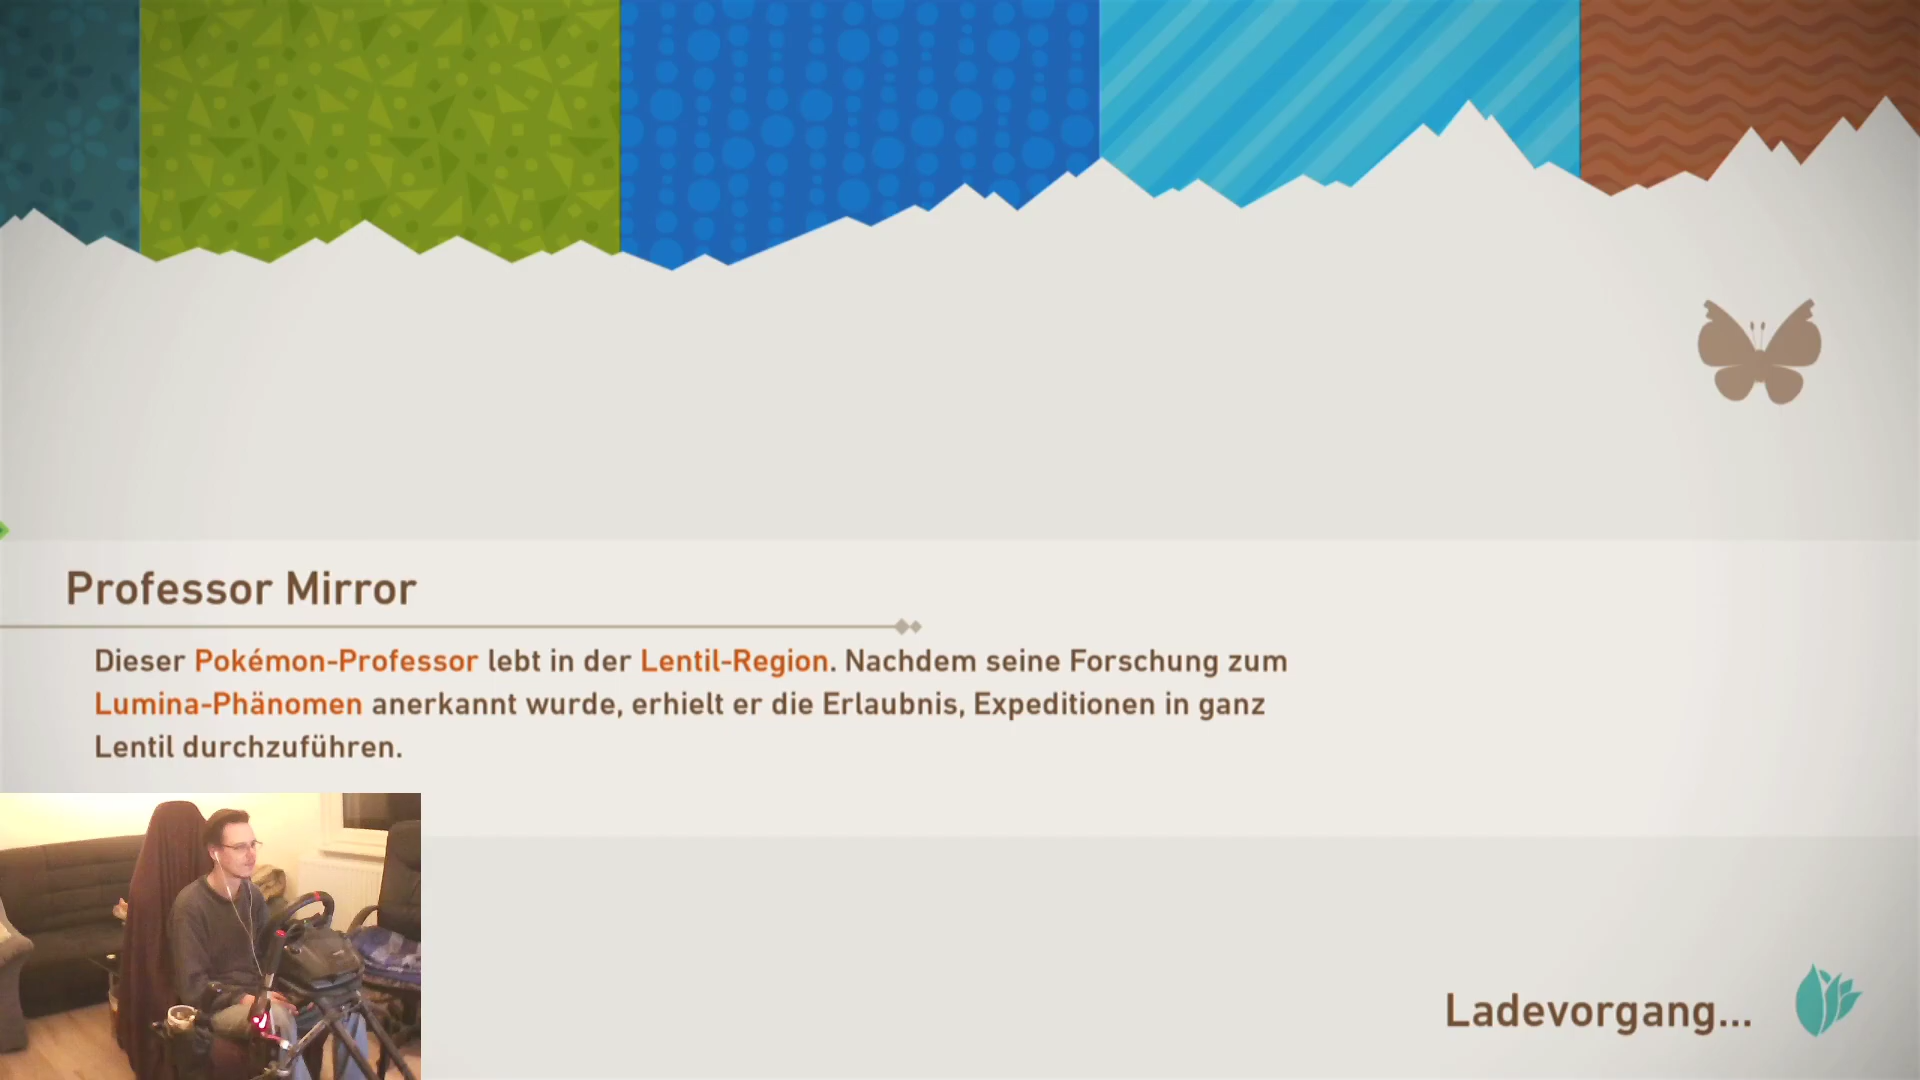 Professor Mirror
Dieser Pokémon-Professor lebt in der Lentil-Region. Nachdem seine Forschung zum
Lumina-Phänomen anerkannt wurde, erhielt er die Erlaubnis, Expeditionen in ganz
Lentil durchzuführen.
Ladevorgang...